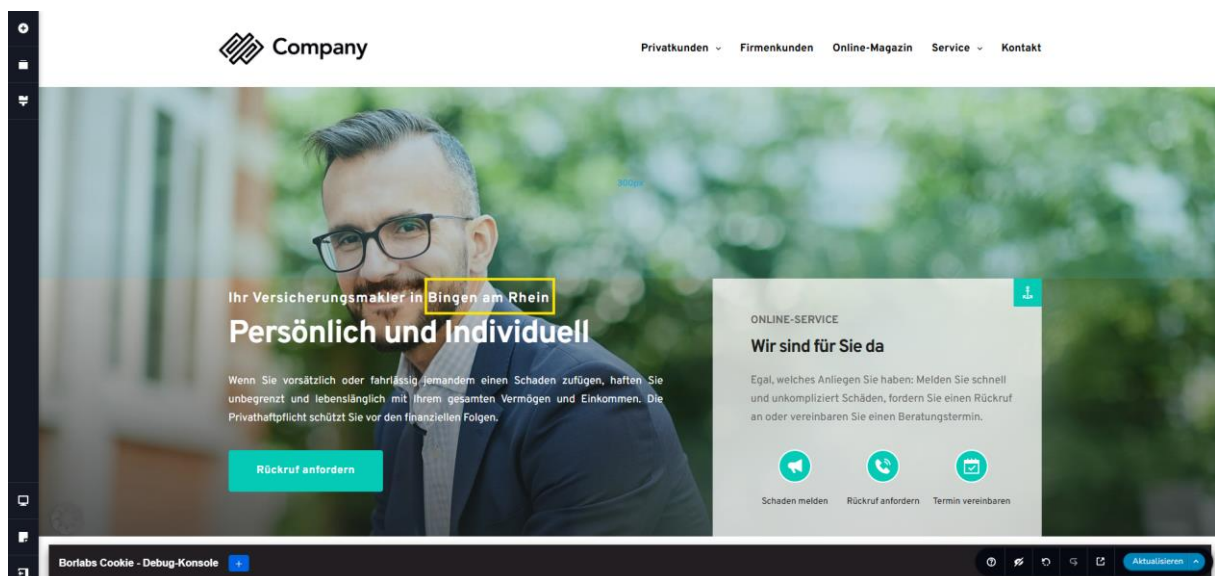 Company
Privatkunden Firmenkunden Online-Magazin Service Kontakt
300px
Ihr Versicherungsmakler in Bingen am Rhein
Persönlich und Individuell
Wenn Sie vorsätzlich oder fahrlässig jemandem einen Schaden zufügen, haften Sie
unbegrenzt und lebenslänglich mit Ihrem gesamten Vermögen und Einkommen. Die
Privathaftpflicht schützt Sie vor den finanziellen Folgen.
Rückruf anfordern
ONLINE-SERVICE
Wir sind für Sie da
Egal, welches Anliegen Sie haben: Melden Sie schnell
und unkompliziert Schäden, fordern Sie einen Rückruf
an oder vereinbaren Sie einen Beratungstermin.
Schaden melden Rückruf anfordern Termin vereinbaren
Borlabs Cookie - Debug-Konsole +
Aktualisieren